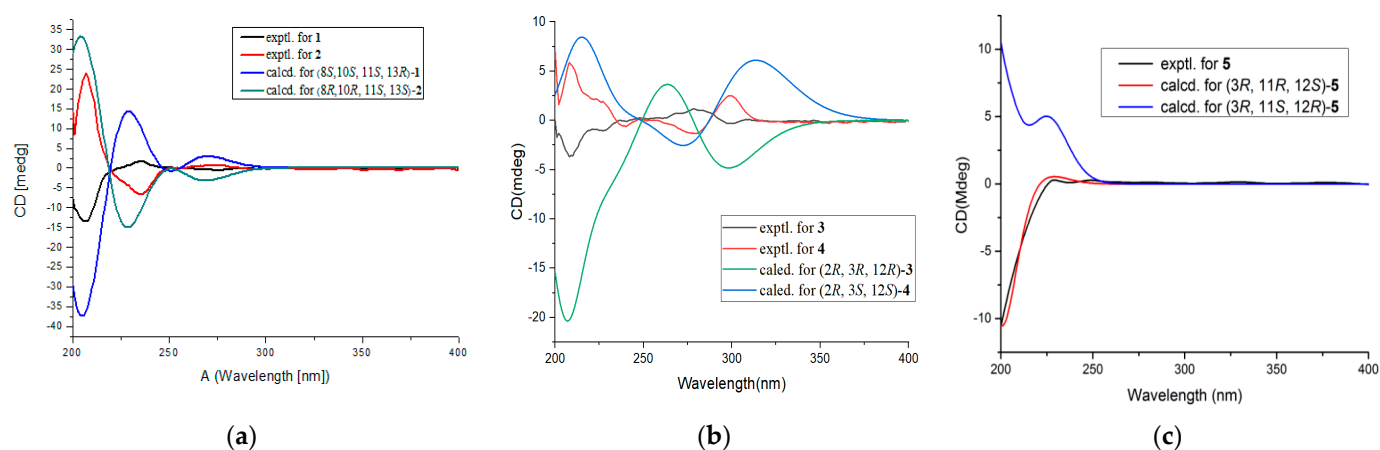 35
30
25
20
15
10
5
0
-5
-10
-15
-20
-25
-30
-35
-40
CD [medg]
200
250
300
350
400
A (Wavelength [nm])
exptl. for 1
exptl. for 2
calcd. for (8S,10S, 11S, 13R)-1
calcd. for (8R,10R, 11S, 13S)-2
(a)
10
5
0
-5
-10
-15
-20
CD(mdeg)
200
250
300
350
400
Wavelength(nm)
exptl. for 3
exptl. for 4
caled. for (2R, 3R, 12R)-3
caled. for (2R, 3S, 12S)-4
(b)
10
5
0
-5
-10
CD(Mdeg)
200
250
300
350
400
Wavelength (nm)
exptl. for 5
calcd. for (3R, 11R, 12S)-5
calcd. for (3R, 11S, 12R)-5
(c)